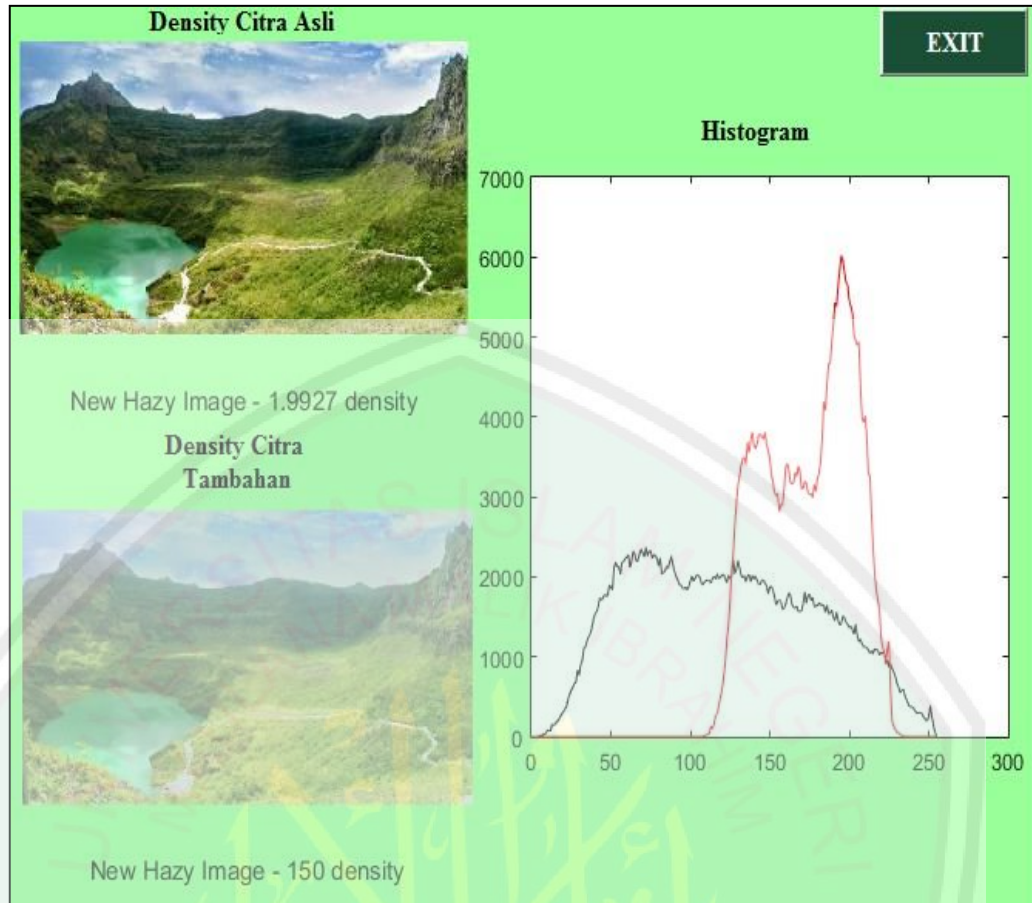 Density Citra Asli
EXIT
New Hazy Image - 1.9927 density
Density Citra
Tambahan
New Hazy Image - 150 density
Histogram
7000
6000
5000
4000
3000
2000
1000
0
0 50 100 150 200 250 300